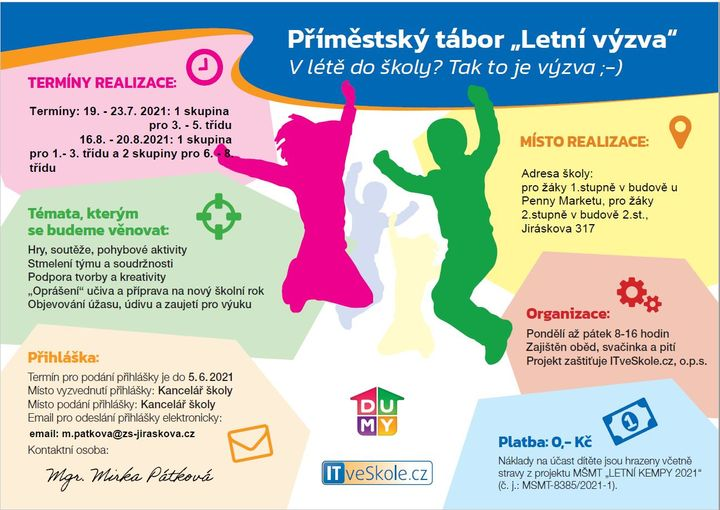 Příměstský tábor „Letní výzva“
V létě do školy? Tak to je výzva ;-)
TERMÍNY REALIZACE:
Termíny: 19. - 23.7. 2021: 1 skupina
pro 3. - 5. třídu
16.8. - 20.8.2021: 1 skupina
pro 1.- 3. třídu a 2 skupiny pro 6. - 8.
třídu
MÍSTO REALIZACE:
Adresa školy:
pro žáky 1.stupně v budově u
Penny Marketu, pro žáky
2.stupně v budově 2.st.,
Jiráskova 317
Témata, kterým
se budeme věnovat:
Hry, soutěže, pohybové aktivity
Stmelení týmu a soudržnosti
Podpora tvorby a kreativity
„Oprášení“ učiva a příprava na nový školní rok
Objevování úžasu, údivu a zaujetí pro výuku
Organizace:
Pondělí až pátek 8-16 hodin
Zajištěn oběd, svačinka a pití
Projekt zaštiťuje ITveSkole.cz, o.p.s.
Přihláška:
Termín pro podání přihlášky je do 5.6.2021
Místo vyzvednutí přihlášky: Kancelář školy
Místo podání přihlášky: Kancelář školy
Email pro odeslání přihlášky elektronicky:
email: m.patkova@zs-jiraskova.cz
Kontaktní osoba:
Mgr. Mirka Pátková
DU
MY
ITveSkole.cz
1
Platba: 0,- Kč
Náklady na účast dítěte jsou hrazeny včetně
stravy z projektu MŠMT „LETNÍ KEMPY 2021“
(č. j.: MSMT-8385/2021-1).